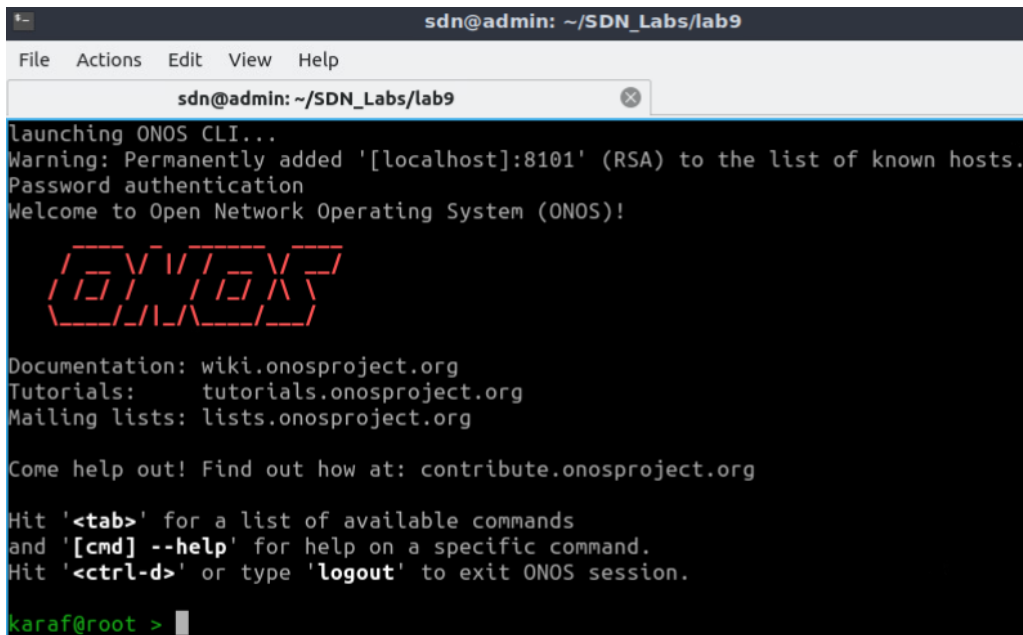 sdn@admin: ~/SDN_Labs/lab9
File Actions Edit View Help
sdn@admin: ~/SDN_Labs/lab9
launching ONOS CLI...
Warning: Permanently added '[localhost]:8101' (RSA) to the list of known hosts.
Password authentication
Welcome to Open Network Operating System (ONOS)!
ONOS
Documentation: wiki.onosproject.org
Tutorials: tutorials.onosproject.org
Mailing lists: lists.onosproject.org
Come help out! Find out how at: contribute.onosproject.org
Hit '<tab>' for a list of available commands
and '[cmd] --help' for help on a specific command.
Hit '<ctrl-d>' or type 'logout' to exit ONOS session.
karaf@root >